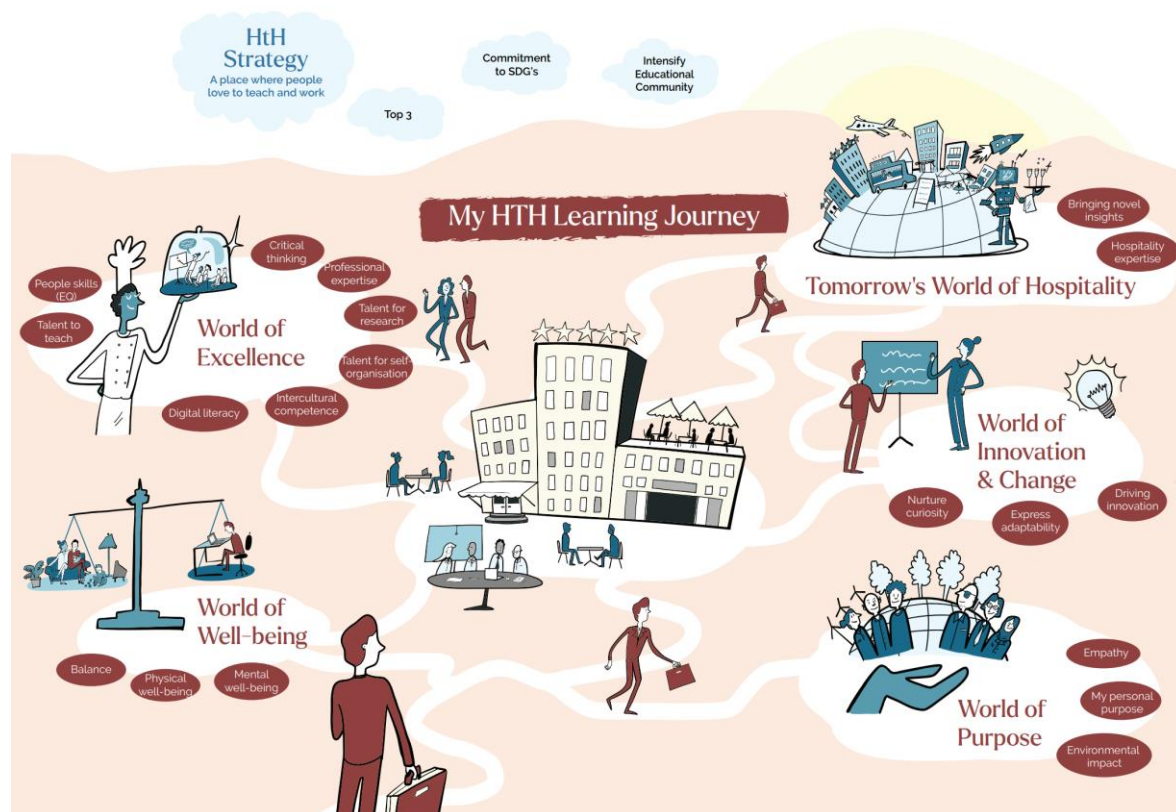 HtH
Strategy
A place where people
love to teach and work
Top 3
Commitment
to SDG's
Intensify
Educational
Community
My HTH Learning Journey
Bringing novel
insights
Hospitality
expertise
Tomorrow's World of Hospitality
Critical
thinking
Professional
expertise
People skills
(EQ)
Talent for
research
Talent to
teach
World of
Excellence
Talent for self-
organisation
Intercultural
competence
Digital literacy
World of
Innovation
& Change
Nurture
curiosity
Express
adaptability
Driving
innovation
World of
Well-being
Balance
Physical
well-being
Mental
well-being
Empathy
My personal
purpose
World of
Purpose
Environmental
impact